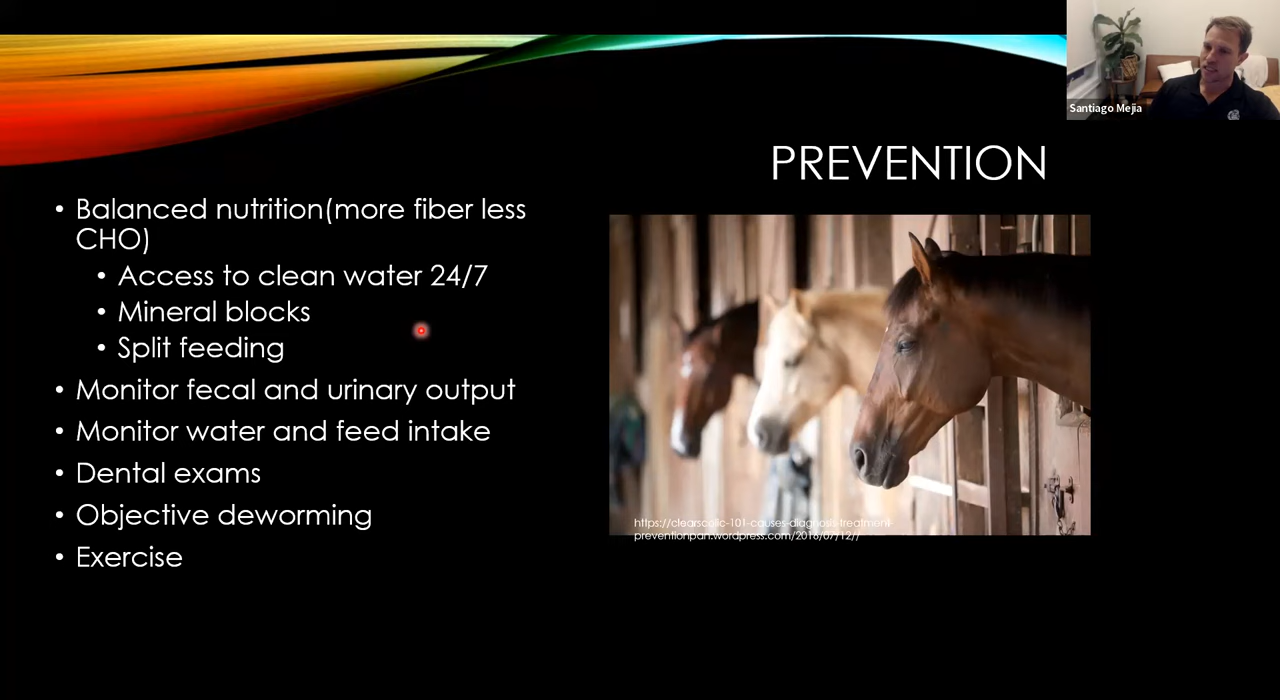 Santiago Mejia
PREVENTION
• Balanced nutrition(more fiber less
CHO)
• Access to clean water 24/7
• Mineral blocks
• Split feeding
• Monitor fecal and urinary output
• Monitor water and feed intake
• Dental exams
• Objective deworming
• Exercise
https://clearscolic-101-causes-diagnosis-treatment-
preventionpan.wordpress.com/2016/07/12//